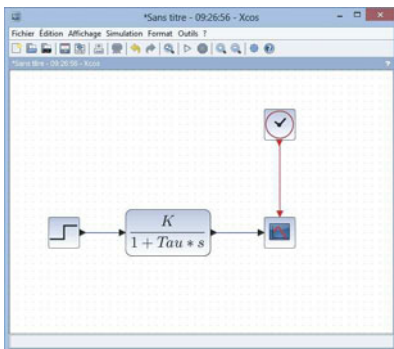 *Sans titre - 09:26:56 - Xcos
Fichier Édition Affichage Simulation Format Outils ?
*Sans titre - 09:26:56 - Xcos
K
1 + Tau * s